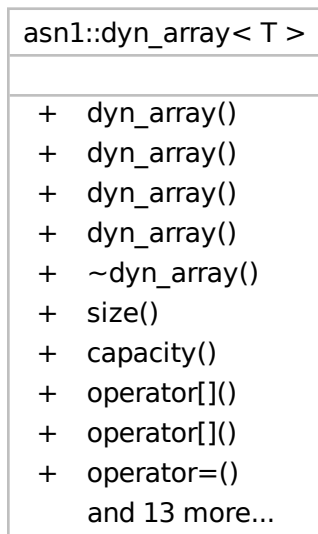 asn1::dyn_array< T >
+ dyn_array()
+ dyn_array()
+ dyn_array()
+ dyn_array()
+ ~dyn_array()
+ size()
+ capacity()
+ operator[]()
+ operator[]()
+ operator=()
and 13 more...